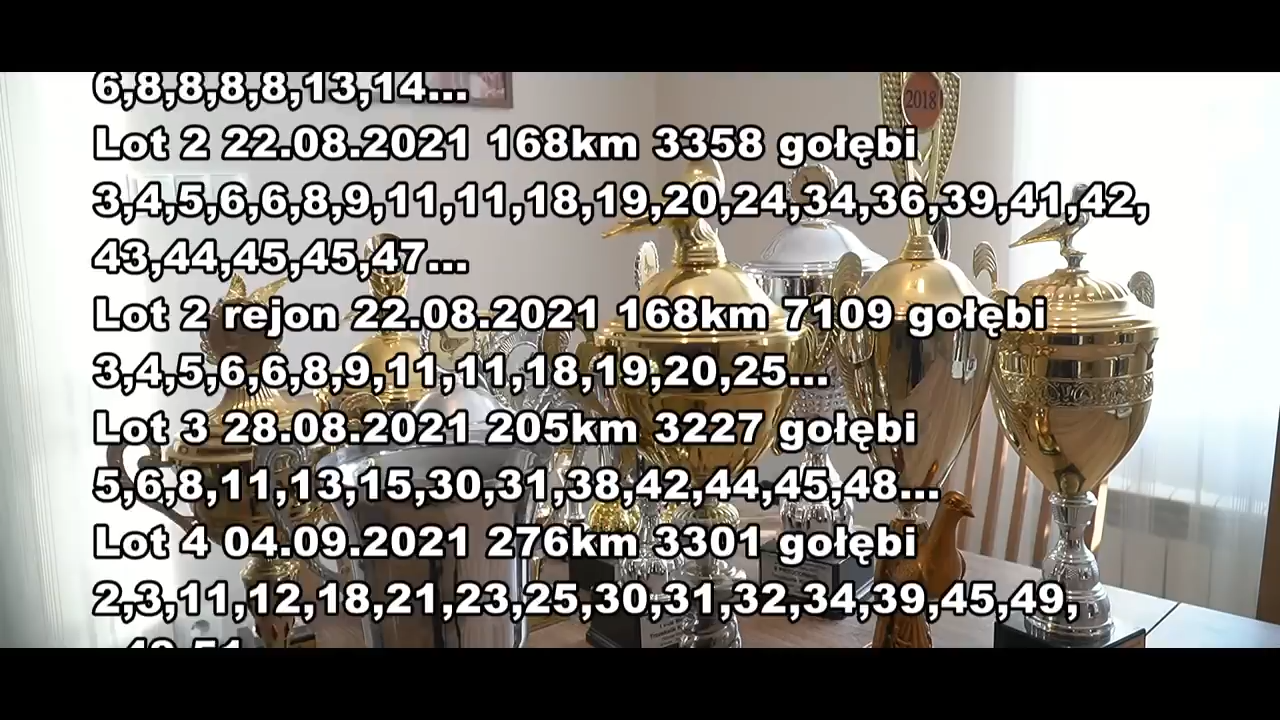 6,8,8,8,8,13,14...
Lot 2 22.08.2021 168km 3358 gołębi
3,4,5,6,6,8,9,11,11,18,19,20,24,34,36,39,41,42,
43,44,45,45,47...
Lot 2 rejon 22.08.2021 168km 7109 gołębi
3,4,5,6,6,8,9,11,11,18,19,20,25...
Lot 3 28.08.2021 205km 3227 gołębi
5,6,8,11,13,15,30,31,38,42,44,45,48...
Lot 4 04.09.2021 276km 3301 gołębi
2,3,11,12,18,21,23,25,30,31,32,34,39,45,49,
2018